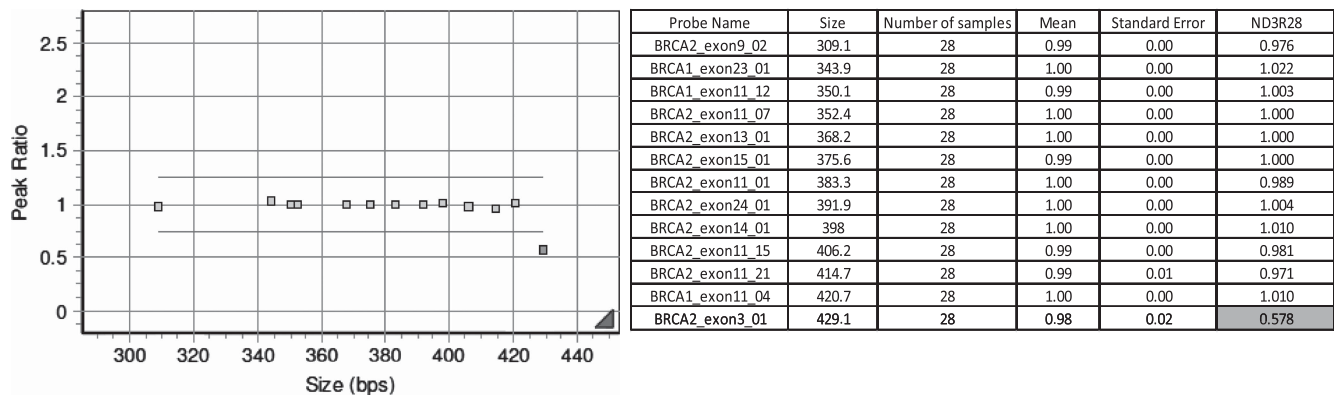 Peak Ratio
2.5
2
1.5
1
0.5
0
300 320 340 360 380 400 420 440
Size (bps)
Probe Name Size Number of samples Mean Standard Error ND3R28
BRCA2_exon9_02 309.1 28 0.99 0.00 0.976
BRCA1_exon23_01 343.9 28 1.00 0.00 1.022
BRCA1_exon11_12 350.1 28 0.99 0.00 1.003
BRCA2_exon11_07 352.4 28 1.00 0.00 1.000
BRCA2_exon13_01 368.2 28 1.00 0.00 1.000
BRCA2_exon15_01 375.6 28 0.99 0.00 1.000
BRCA2_exon11_01 383.3 28 1.00 0.00 0.989
BRCA2_exon24_01 391.9 28 1.00 0.00 1.004
BRCA2_exon14_01 398 28 1.00 0.00 1.010
BRCA2_exon11_15 406.2 28 0.99 0.00 0.981
BRCA2_exon11_21 414.7 28 0.99 0.01 0.971
BRCA1_exon11_04 420.7 28 1.00 0.00 1.010
BRCA2_exon3_01 429.1 28 0.98 0.02 0.578